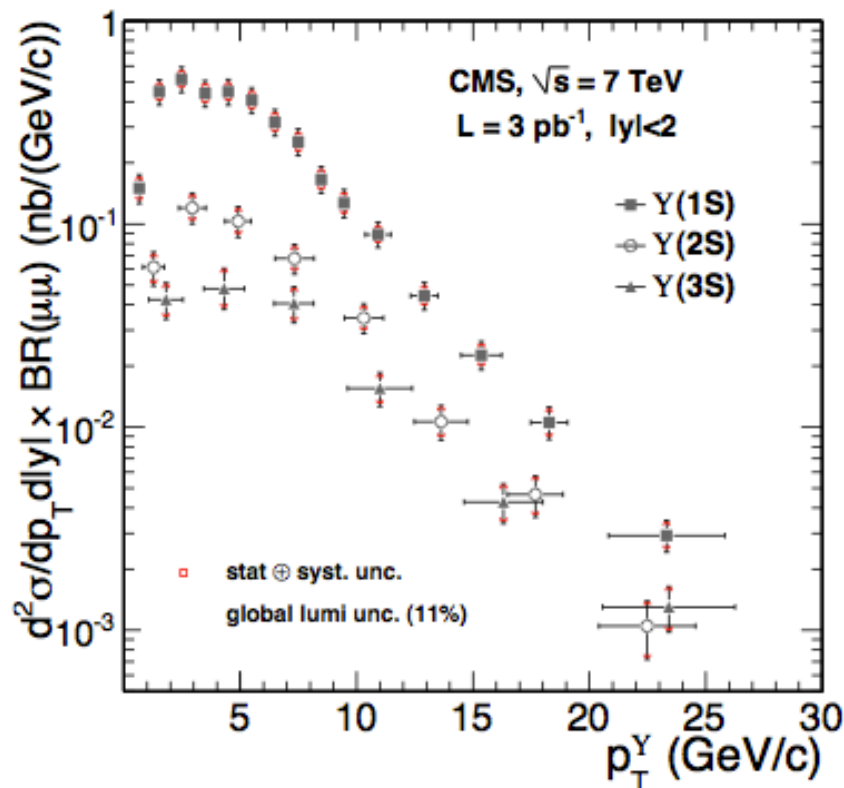 d²σ/dp_T d|y| × BR(μμ) (nb/(GeV/c))
1
10⁻¹
10⁻²
10⁻³
CMS, √s = 7 TeV
L = 3 pb⁻¹, |y|<2
ϒ(1S)
ϒ(2S)
ϒ(3S)
stat ⊕ syst. unc.
global lumi unc. (11%)
5 10 15 20 25 30
p_T^ϒ (GeV/c)